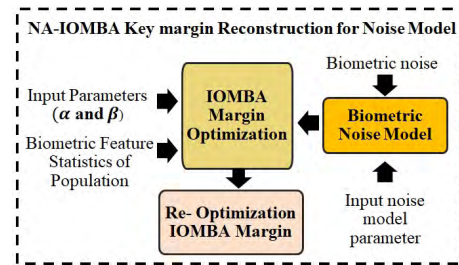 NA-IOMBA Key margin Reconstruction for Noise Model
Biometric noise
Input Parameters
(α and β)
IOMBA
Margin
Optimization
Biometric
Noise Model
Biometric Feature
Statistics of
Population
Re- Optimization
IOMBA Margin
Input noise
model
parameter